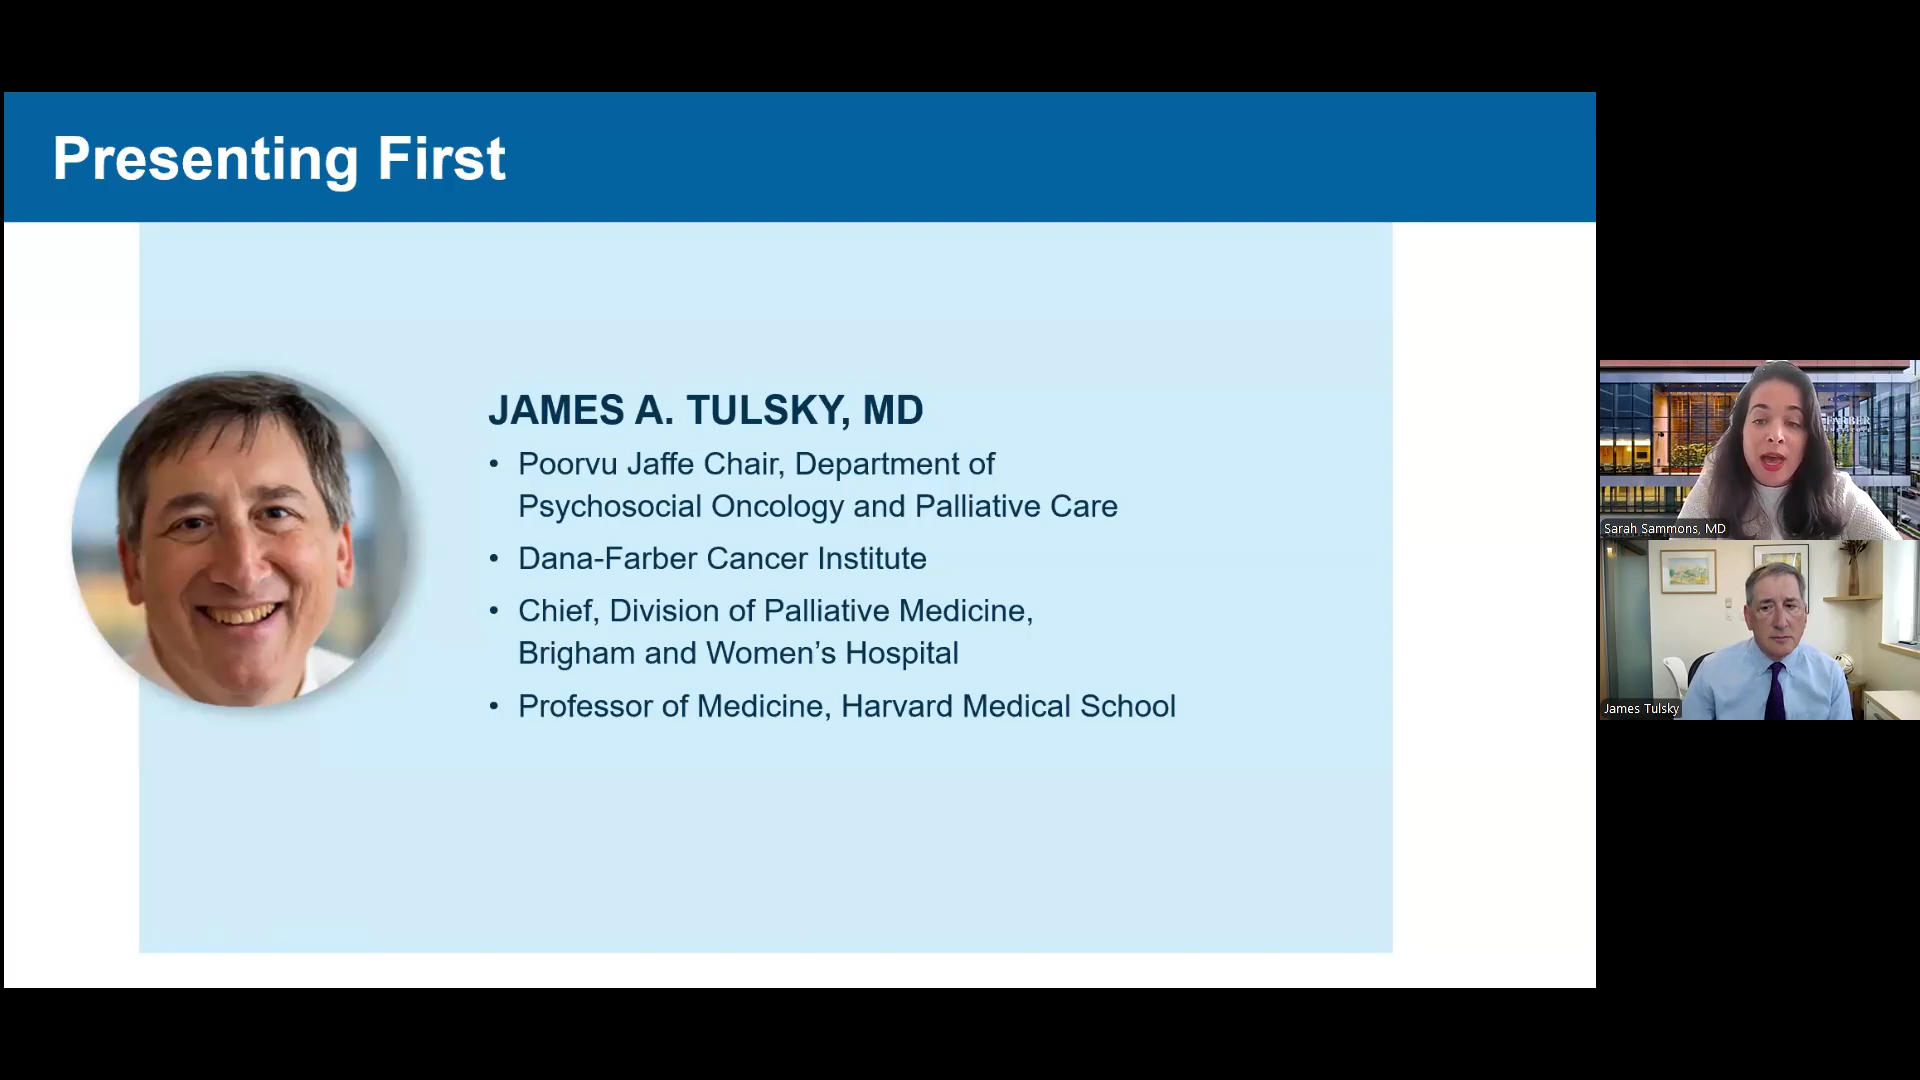 Presenting First
JAMES A. TULSKY, MD
• Poorvu Jaffe Chair, Department of
Psychosocial Oncology and Palliative Care
• Dana-Farber Cancer Institute
• Chief, Division of Palliative Medicine,
Brigham and Women’s Hospital
• Professor of Medicine, Harvard Medical School
FARBER
Sarah Sammons, MD
James Tulsky